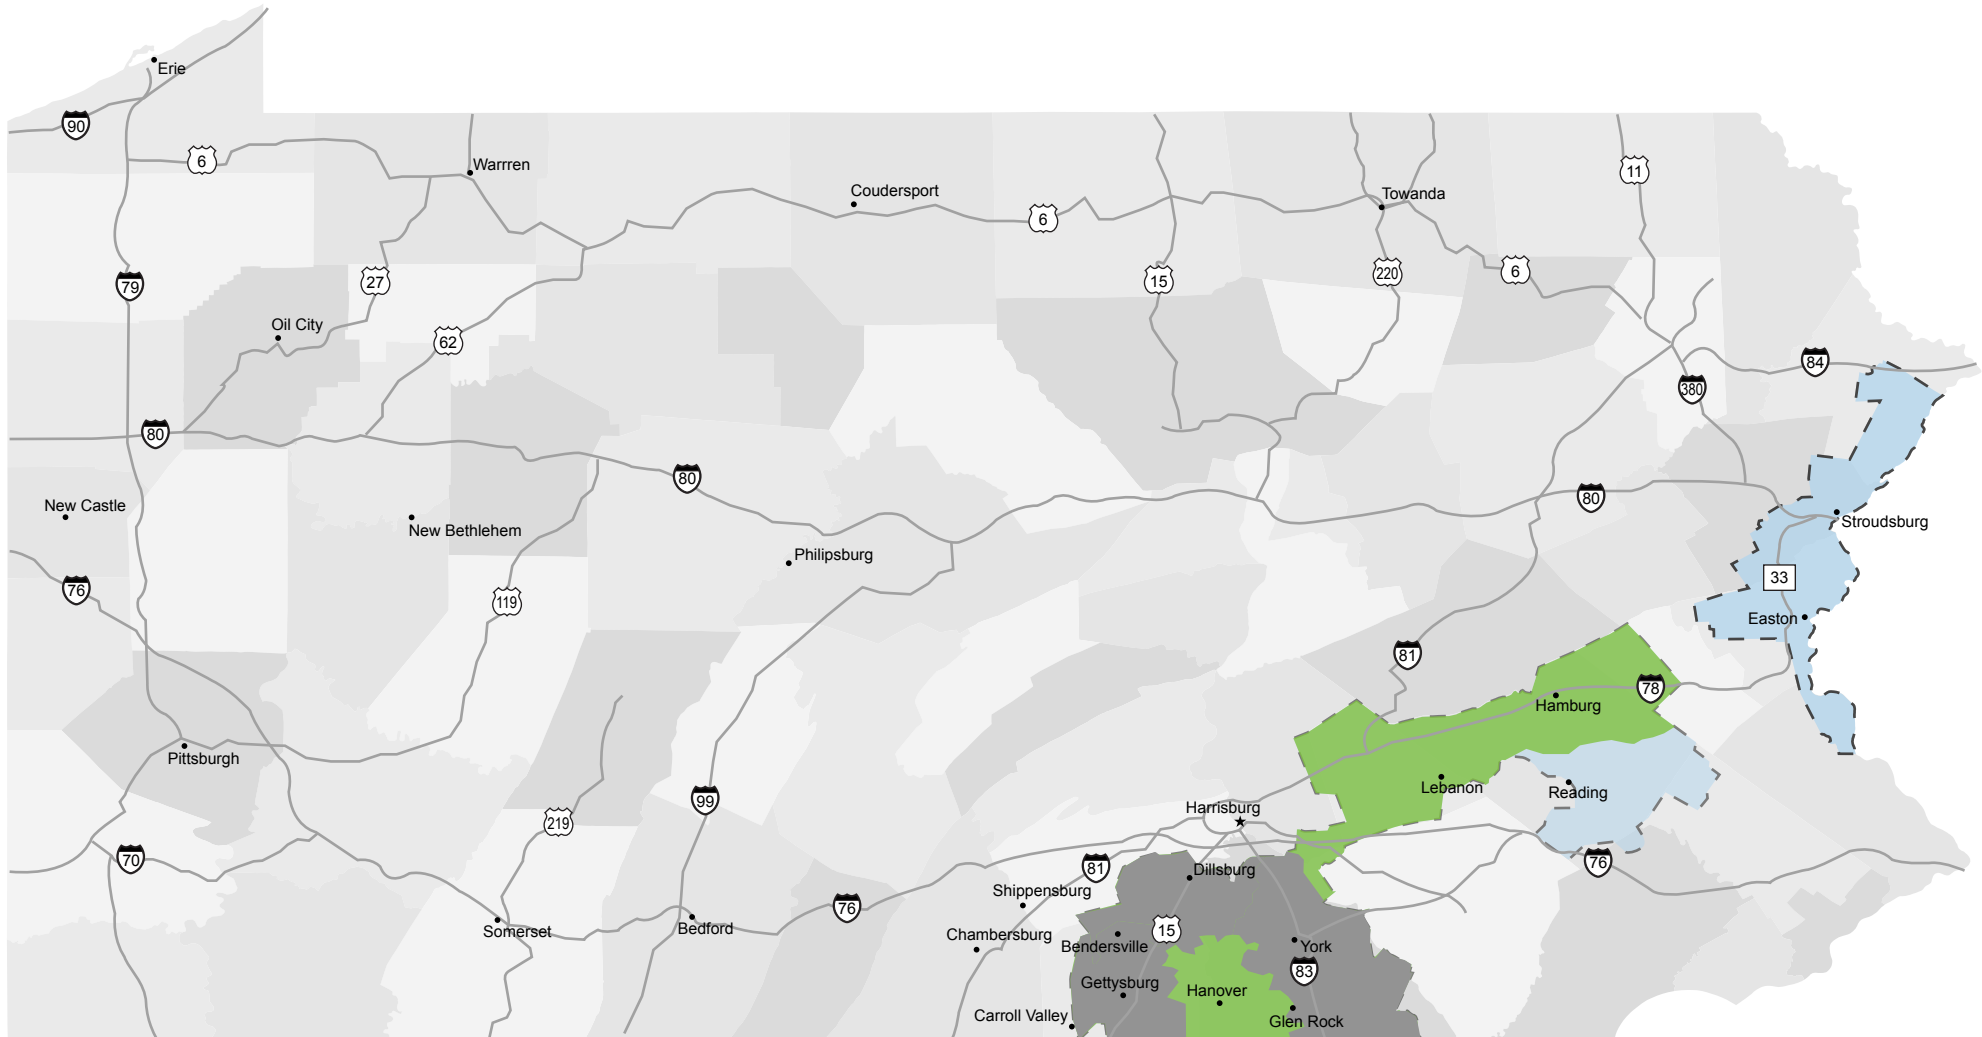 Erie
90
6
Warrren
11
Coudersport
Towanda
6
79
27
15
220
6
Oil City
62
84
380
80
80
80
New Castle
New Bethlehem
Stroudsburg
Philipsburg
76
119
33
Easton
81
78
Hamburg
Pittsburgh
Lebanon
Reading
99
Harrisburg
219
70
81
76
Dillsburg
Shippensburg
76
Somerset
Bedford
Chambersburg
15
Bendersville
York
83
Gettysburg
Hanover
Carroll Valley
Glen Rock